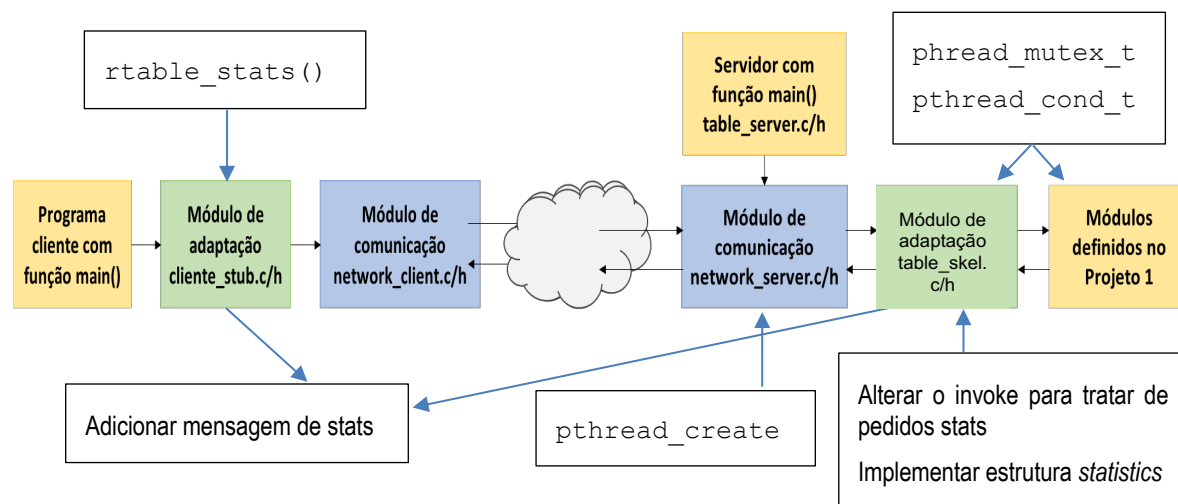 rtable_stats()
Servidor com
função main()
table_server.c/h
phread_mutex_t
pthread_cond_t
Programa
cliente com
função main()
Módulo de
adaptação
cliente_stub.c/h
Módulo de
comunicação
network_client.c/h
Módulo de
comunicação
network_server.c/h
Módulo de
adaptação
table_skel.
c/h
Módulos
definidos no
Projeto 1
Adicionar mensagem de stats
pthread_create
Alterar o invoke para tratar de
pedidos stats
Implementar estrutura statistics